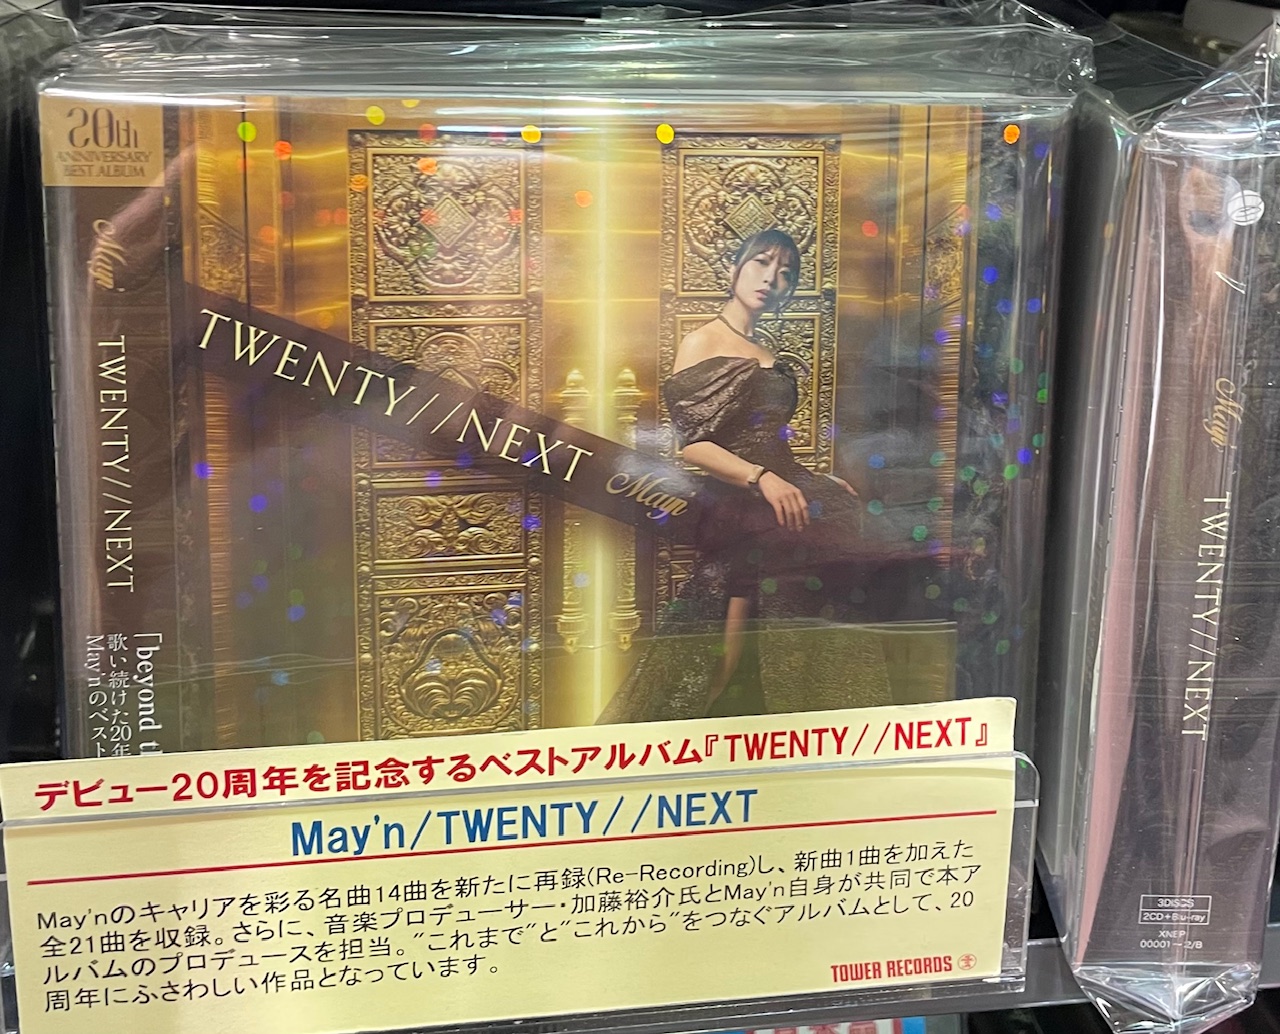 20th
ANNIVERSARY
BEST ALBUM
May'n
TWENTY//NEXT
「beyond t
歌い続けた20年
May'nのベスト
TWENTY//NEXT
May'n
May'n
TWENTY//NEXT
3DISCS
2CD+Blu-ray
XNEP
00001~2/B
デビュー20周年を記念するベストアルバム『TWENTY//NEXT』
May'n/TWENTY//NEXT
May'nのキャリアを彩る名曲14曲を新たに再録(Re-Recording)し、新曲1曲を加えた
全21曲を収録。さらに、音楽プロデューサー・加藤裕介氏とMay'n自身が共同で本ア
ルバムのプロデュースを担当。"これまで"と"これから"をつなぐアルバムとして、20
周年にふさわしい作品となっています。
TOWER RECORDS